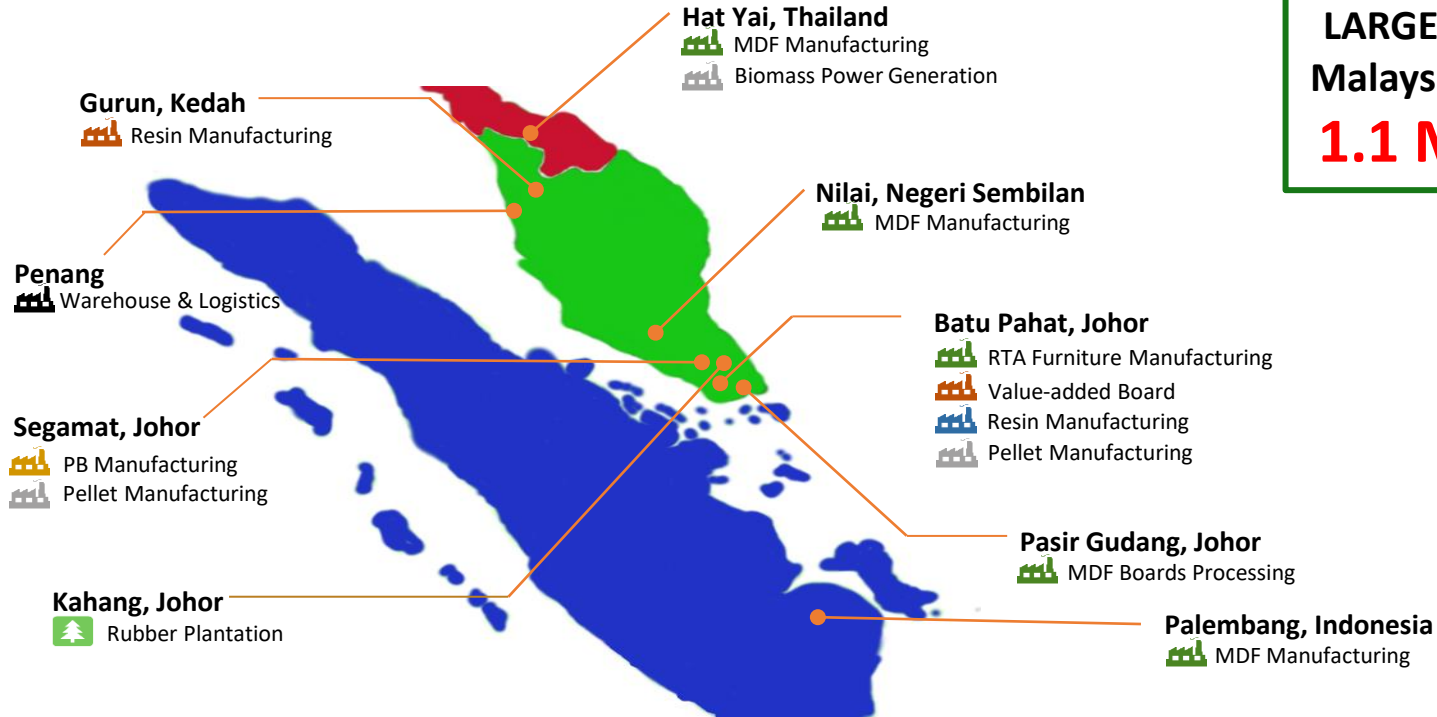 Hat Yai, Thailand
MDF Manufacturing
Biomass Power Generation
Gurun, Kedah
Resin Manufacturing
Nilai, Negeri Sembilan
MDF Manufacturing
Penang
Warehouse & Logistics
Batu Pahat, Johor
RTA Furniture Manufacturing
Value-added Board
Resin Manufacturing
Pellet Manufacturing
Segamat, Johor
PB Manufacturing
Pellet Manufacturing
Pasir Gudang, Johor
MDF Boards Processing
Kahang, Johor
Rubber Plantation
Palembang, Indonesia
MDF Manufacturing
1.1